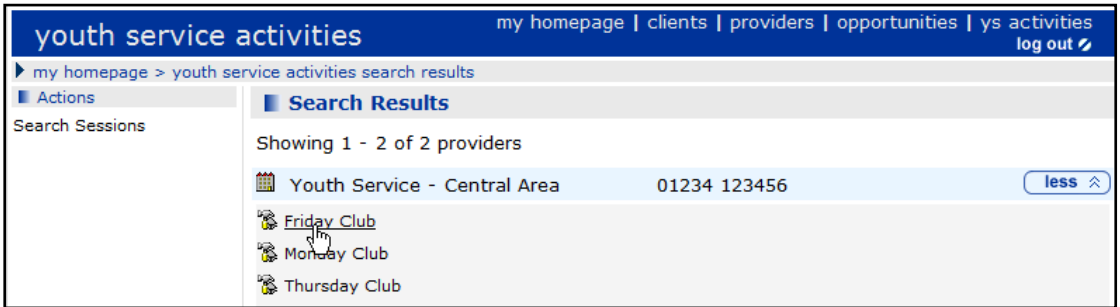 my homepage | clients | providers | opportunities | ys activities
youth service activities
log out
my homepage > youth service activities search results
Actions
Search Results
Search Sessions
Showing 1 - 2 of 2 providers
Youth Service - Central Area 01234 123456 less
Friday Club
Monday Club
Thursday Club